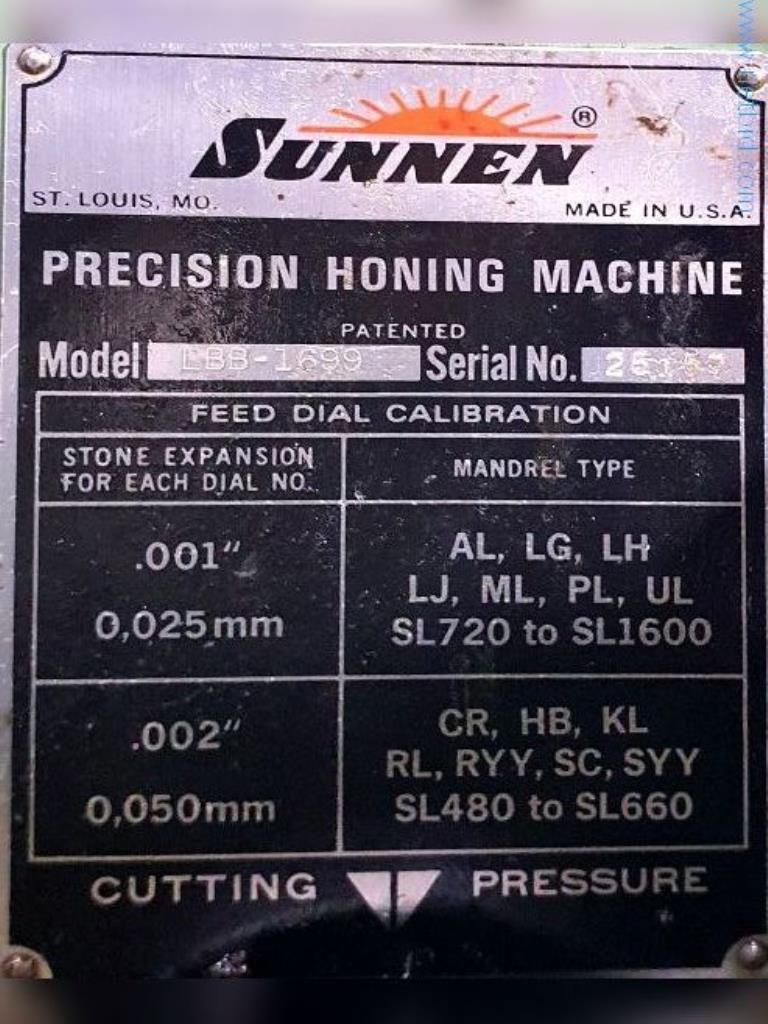 SUNNEN®
ST. LOUIS, MO.
MADE IN U.S.A.
PRECISION HONING MACHINE
PATENTED
Model LBB-1699 Serial No.
FEED DIAL CALIBRATION
STONE EXPANSION
FOR EACH DIAL NO.
MANDREL TYPE
.001"
0,025mm
AL, LG, LH
LJ, ML, PL, UL
SL720 to SL1600
.002"
0,050mm
CR, HB, KL
RL, RYY, SC, SYY
SL480 to SL660
CUTTING PRESSURE